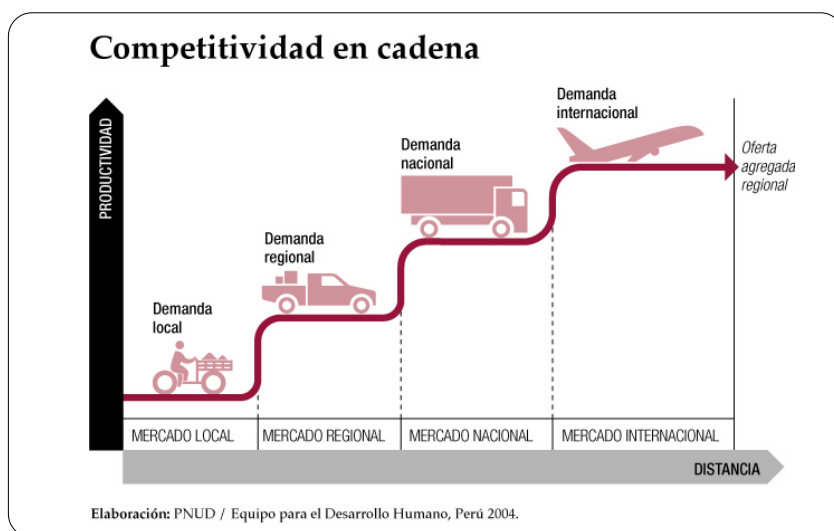 Competitividad en cadena
PRODUCTIVIDAD
Demanda
local
Demanda
regional
Demanda
nacional
Demanda
internacional
Oferta
agregada
regional
MERCADO LOCAL
MERCADO REGIONAL
MERCADO NACIONAL
MERCADO INTERNACIONAL
DISTANCIA
Elaboración: PNUD / Equipo para el Desarrollo Humano, Perú 2004.